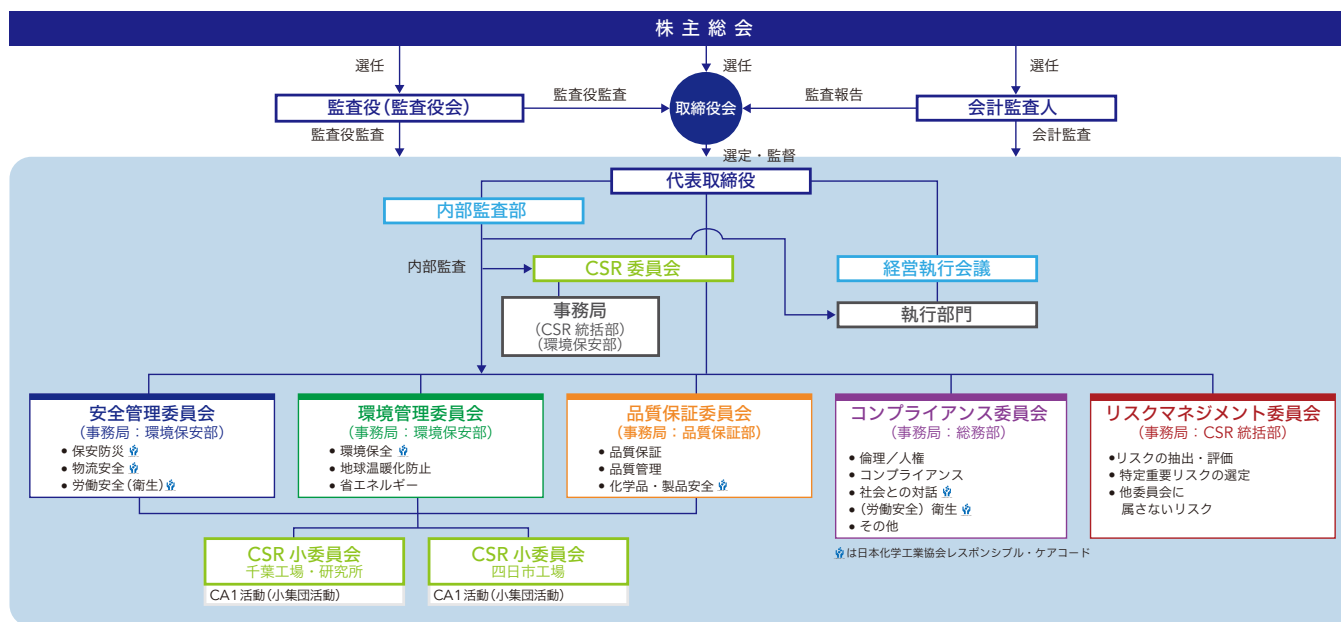 株主総会
選任
選任
選任
監査役(監査役会)
監査役監査
取締役会
監査報告
会計監査人
監査役監査
会計監査
選定・監督
代表取締役
内部監査部
内部監査
CSR 委員会
経営執行会議
事務局
(CSR 統括部)
(環境保安部)
執行部門
安全管理委員会
(事務局：環境保安部)
• 保安防災
• 物流安全
• 労働安全(衛生)
環境管理委員会
(事務局：環境保安部)
• 環境保全
• 地球温暖化防止
• 省エネルギー
品質保証委員会
(事務局：品質保証部)
• 品質保証
• 品質管理
• 化学品・製品安全
コンプライアンス委員会
(事務局：総務部)
• 倫理／人権
• コンプライアンス
• 社会との対話
• (労働安全) 衛生
• その他
リスクマネジメント委員会
(事務局：CSR 統括部)
•リスクの抽出・評価
• 特定重要リスクの選定
• 他委員会に
属さないリスク
は日本化学工業協会レスポンシブル・ケアコード
CSR 小委員会
千葉工場・研究所
CA1活動(小集団活動)
CSR 小委員会
四日市工場
CA1活動(小集団活動)